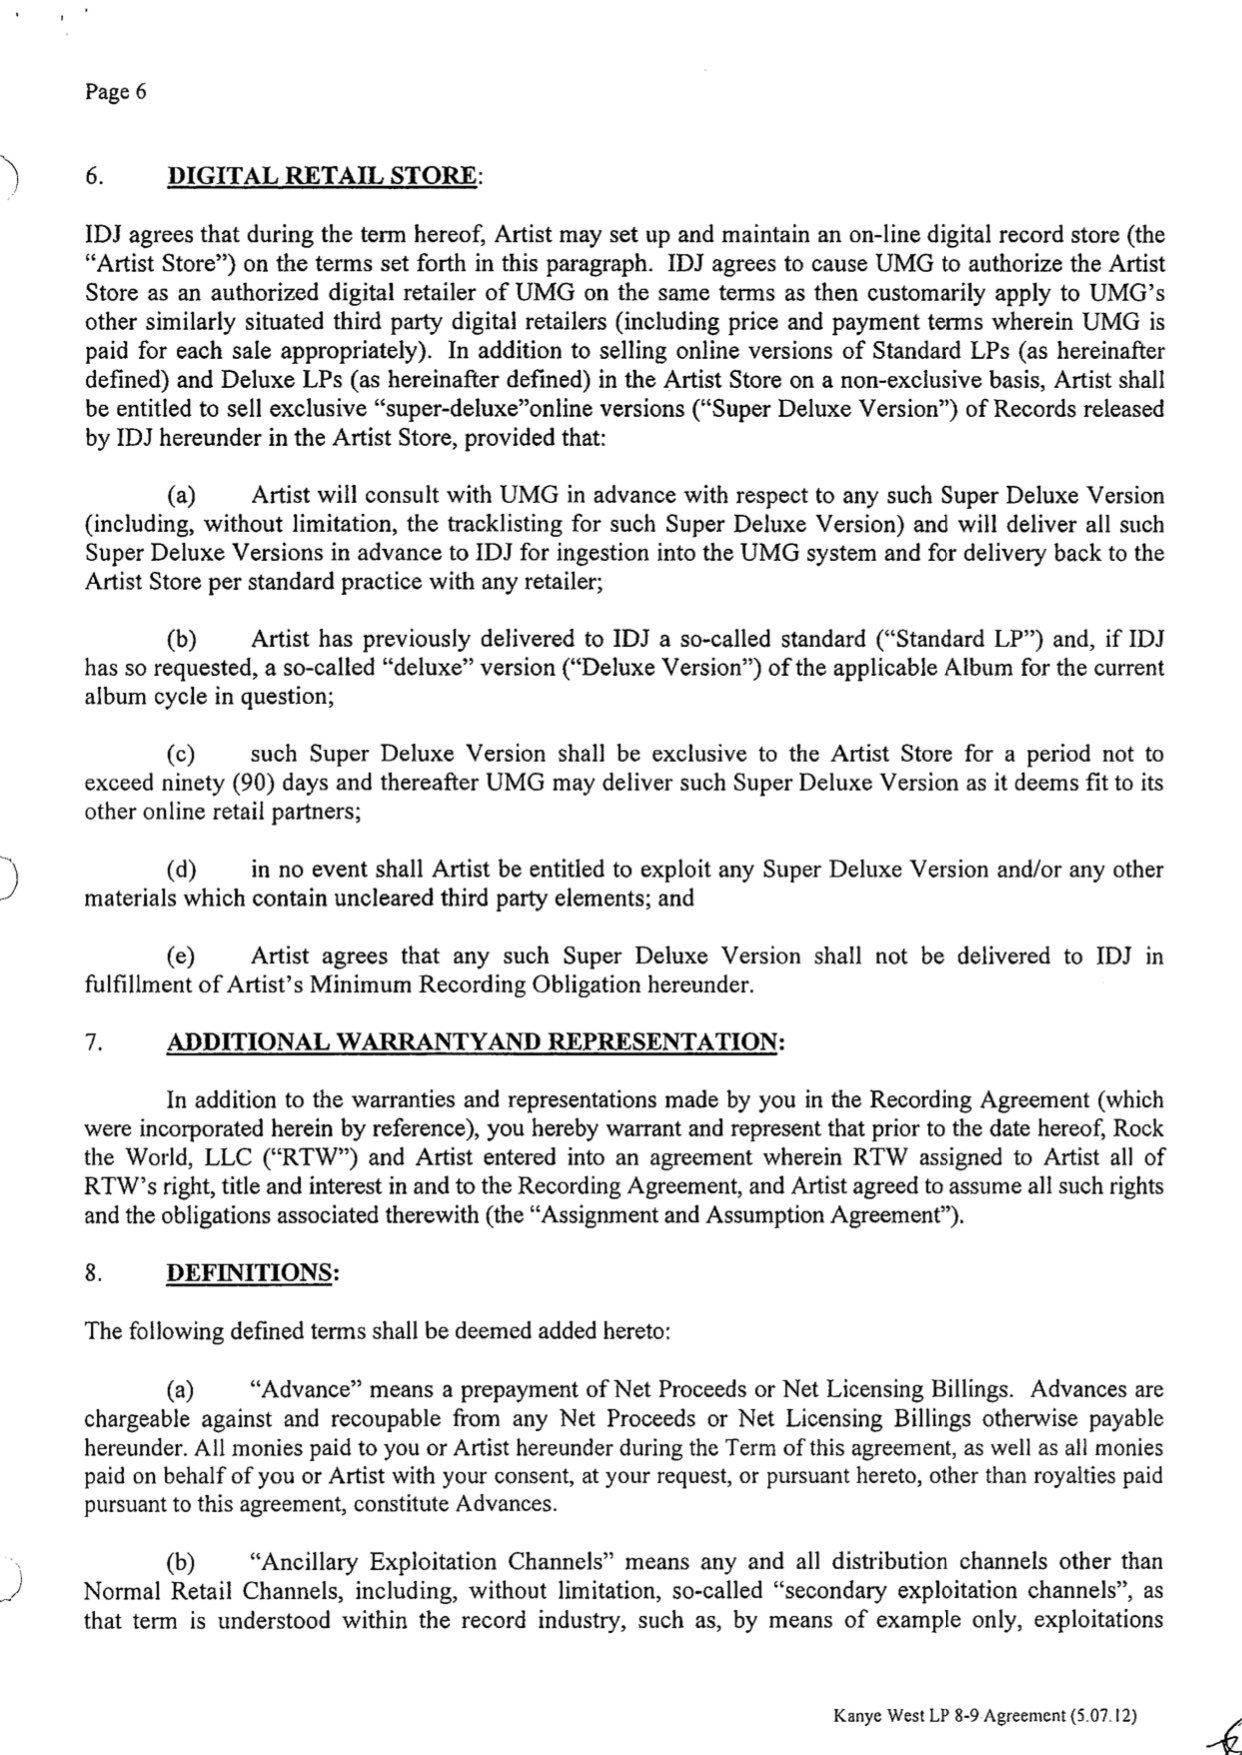 Page 6
6. DIGITAL RETAIL STORE:
IDJ agrees that during the term hereof, Artist may set up and maintain an on-line digital record store (the
“Artist Store”) on the terms set forth in this paragraph. IDJ agrees to cause UMG to authorize the Artist
Store as an authorized digital retailer of UMG on the same terms as then customarily apply to UMG’s
other similarly situated third party digital retailers (including price and payment terms wherein UMG is
paid for each sale appropriately). In addition to selling online versions of Standard LPs (as hereinafter
defined) and Deluxe LPs (as hereinafter defined) in the Artist Store on a non-exclusive basis, Artist shall
be entitled to sell exclusive “super-deluxe”online versions (“Super Deluxe Version”) of Records released
by IDJ hereunder in the Artist Store, provided that:
(a) Artist will consult with UMG in advance with respect to any such Super Deluxe Version
(including, without limitation, the tracklisting for such Super Deluxe Version) and will deliver all such
Super Deluxe Versions in advance to IDJ for ingestion into the UMG system and for delivery back to the
Artist Store per standard practice with any retailer;
(b) Artist has previously delivered to IDJ a so-called standard (“Standard LP”) and, if IDJ
has so requested, a so-called “deluxe” version (“Deluxe Version”) of the applicable Album for the current
album cycle in question;
(c) such Super Deluxe Version shall be exclusive to the Artist Store for a period not to
exceed ninety (90) days and thereafter UMG may deliver such Super Deluxe Version as it deems fit to its
other online retail partners;
(d) in no event shall Artist be entitled to exploit any Super Deluxe Version and/or any other
materials which contain uncleared third party elements; and
(e) Artist agrees that any such Super Deluxe Version shall not be delivered to IDJ in
fulfillment of Artist’s Minimum Recording Obligation hereunder.
7. ADDITIONAL WARRANTYAND REPRESENTATION:
In addition to the warranties and representations made by you in the Recording Agreement (which
were incorporated herein by reference), you hereby warrant and represent that prior to the date hereof, Rock
the World, LLC (“RTW”) and Artist entered into an agreement wherein RTW assigned to Artist all of
RTW’s right, title and interest in and to the Recording Agreement, and Artist agreed to assume all such rights
and the obligations associated therewith (the “Assignment and Assumption Agreement”).
8. DEFINITIONS:
The following defined terms shall be deemed added hereto:
(a) “Advance” means a prepayment of Net Proceeds or Net Licensing Billings. Advances are
chargeable against and recoupable from any Net Proceeds or Net Licensing Billings otherwise payable
hereunder. All monies paid to you or Artist hereunder during the Term of this agreement, as well as all monies
paid on behalf of you or Artist with your consent, at your request, or pursuant hereto, other than royalties paid
pursuant to this agreement, constitute Advances.
(b) “Ancillary Exploitation Channels” means any and all distribution channels other than
Normal Retail Channels, including, without limitation, so-called “secondary exploitation channels”, as
that term is understood within the record industry, such as, by means of example only, exploitations
Kanye West LP 8-9 Agreement (5.07.12)